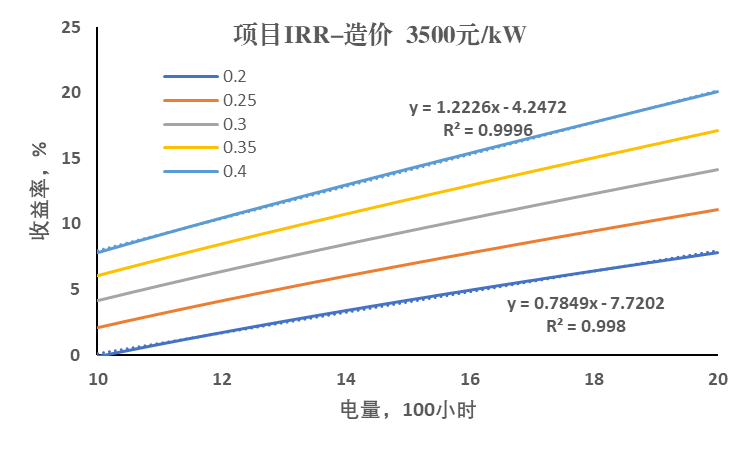 项目IRR–造价 3500元/kW
25
20
15
10
5
0
收益率，%
0.2
0.25
0.3
0.35
0.4
y = 1.2226x - 4.2472
R² = 0.9996
y = 0.7849x - 7.7202
R² = 0.998
10 12 14 16 18 20
电量，100小时